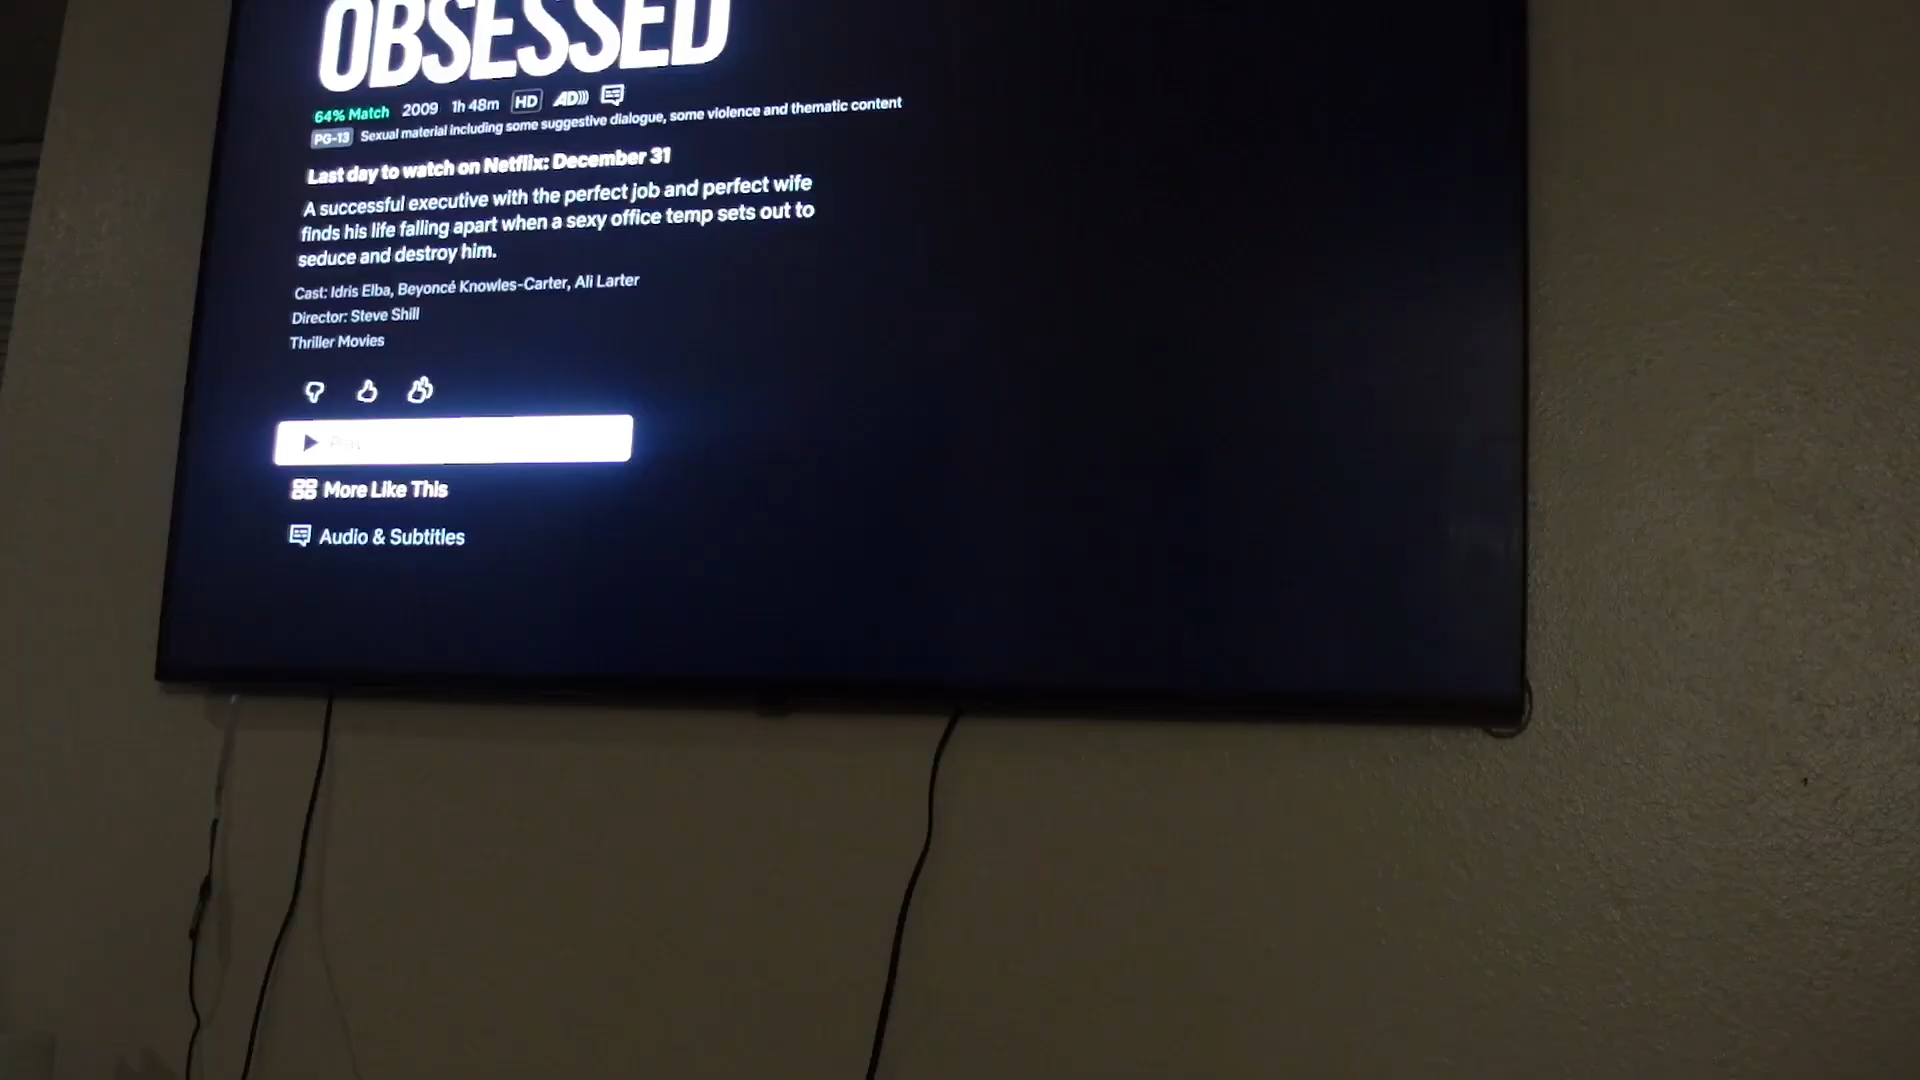 OBSESSED
64% Match 2009 1h 48m HD AD
PG-13 Sexual material including some suggestive dialogue, some violence and thematic content
Last day to watch on Netflix: December 31
A successful executive with the perfect job and perfect wife
finds his life falling apart when a sexy office temp sets out to
seduce and destroy him.
Cast: Idris Elba, Beyoncé Knowles-Carter, Ali Larter
Director: Steve Shill
Thriller Movies
Play
More Like This
Audio & Subtitles